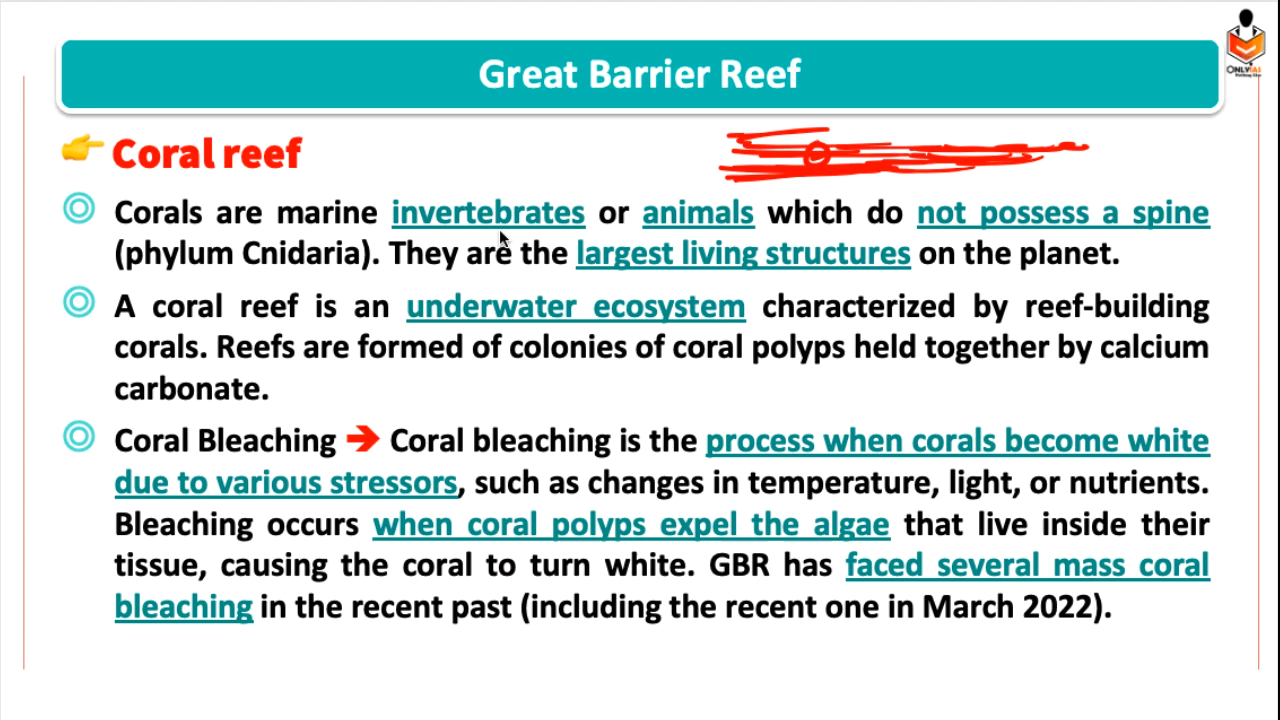 Great Barrier Reef
ONLYIAS
Coral reef
Corals are marine invertebrates or animals which do not possess a spine
(phylum Cnidaria). They are the largest living structures on the planet.
A coral reef is an underwater ecosystem characterized by reef-building
corals. Reefs are formed of colonies of coral polyps held together by calcium
carbonate.
Coral Bleaching → Coral bleaching is the process when corals become white
due to various stressors, such as changes in temperature, light, or nutrients.
Bleaching occurs when coral polyps expel the algae that live inside their
tissue, causing the coral to turn white. GBR has faced several mass coral
bleaching in the recent past (including the recent one in March 2022).